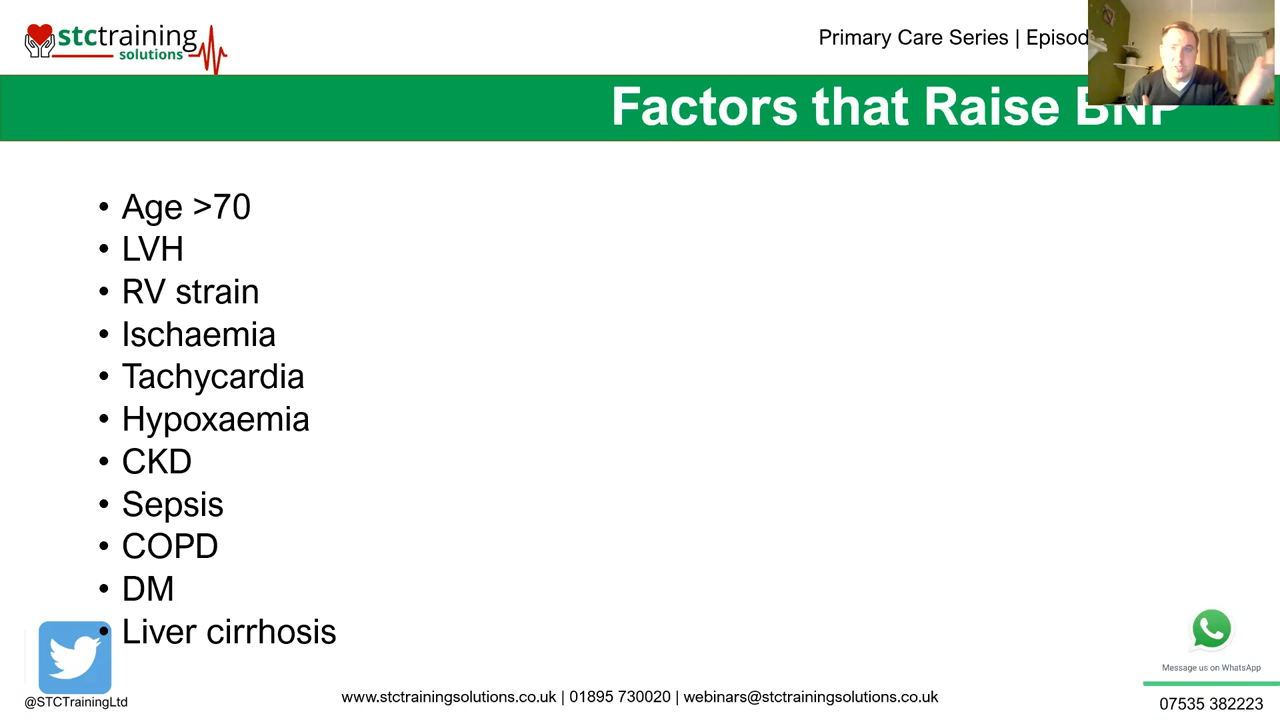 stctraining
solutions
Primary Care Series | Episod
Factors that Raise BNP
• Age >70
• LVH
• RV strain
• Ischaemia
• Tachycardia
• Hypoxaemia
• CKD
• Sepsis
• COPD
• DM
• Liver cirrhosis
@STCTrainingLtd
www.stctrainingsolutions.co.uk | 01895 730020 | webinars@stctrainingsolutions.co.uk
Message us on WhatsApp
07535 382223